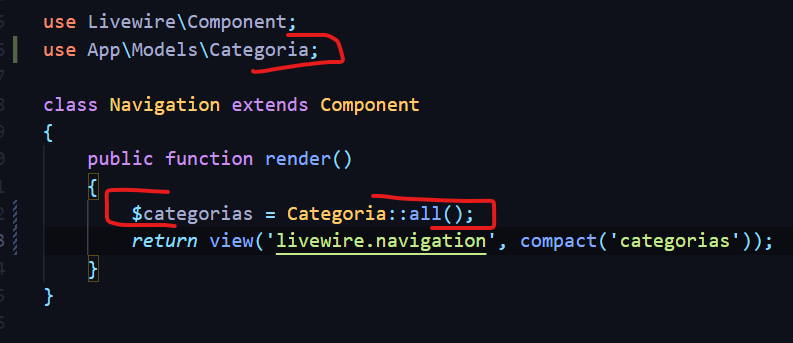 use Livewire\Component;
use App\Models\Categoria;
class Navigation extends Component
{
public function render()
{
$categorias = Categoria::all();
return view('livewire.navigation', compact('categorias'));
}
}